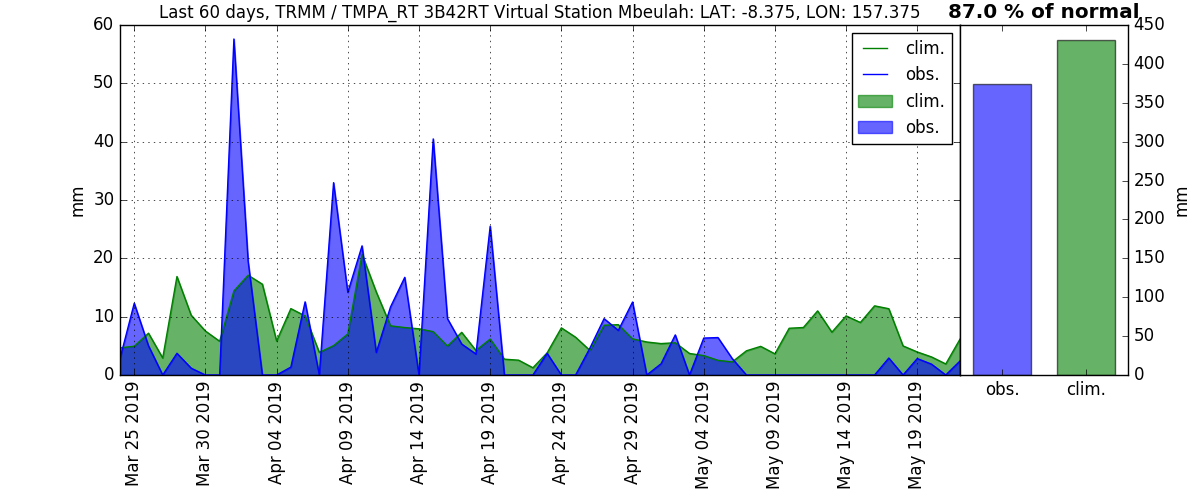 Last 60 days, TRMM / TMPA_RT 3B42RT Virtual Station Mbeulah: LAT: -8.375, LON: 157.375
87.0 % of normal
60
50
40
30
20
10
0
mm
clim.
obs.
clim.
obs.
Mar 25 2019
Mar 30 2019
Apr 04 2019
Apr 09 2019
Apr 14 2019
Apr 19 2019
Apr 24 2019
Apr 29 2019
May 04 2019
May 09 2019
May 14 2019
May 19 2019
450
400
350
300
250
200
150
100
50
0
mm
obs.
clim.